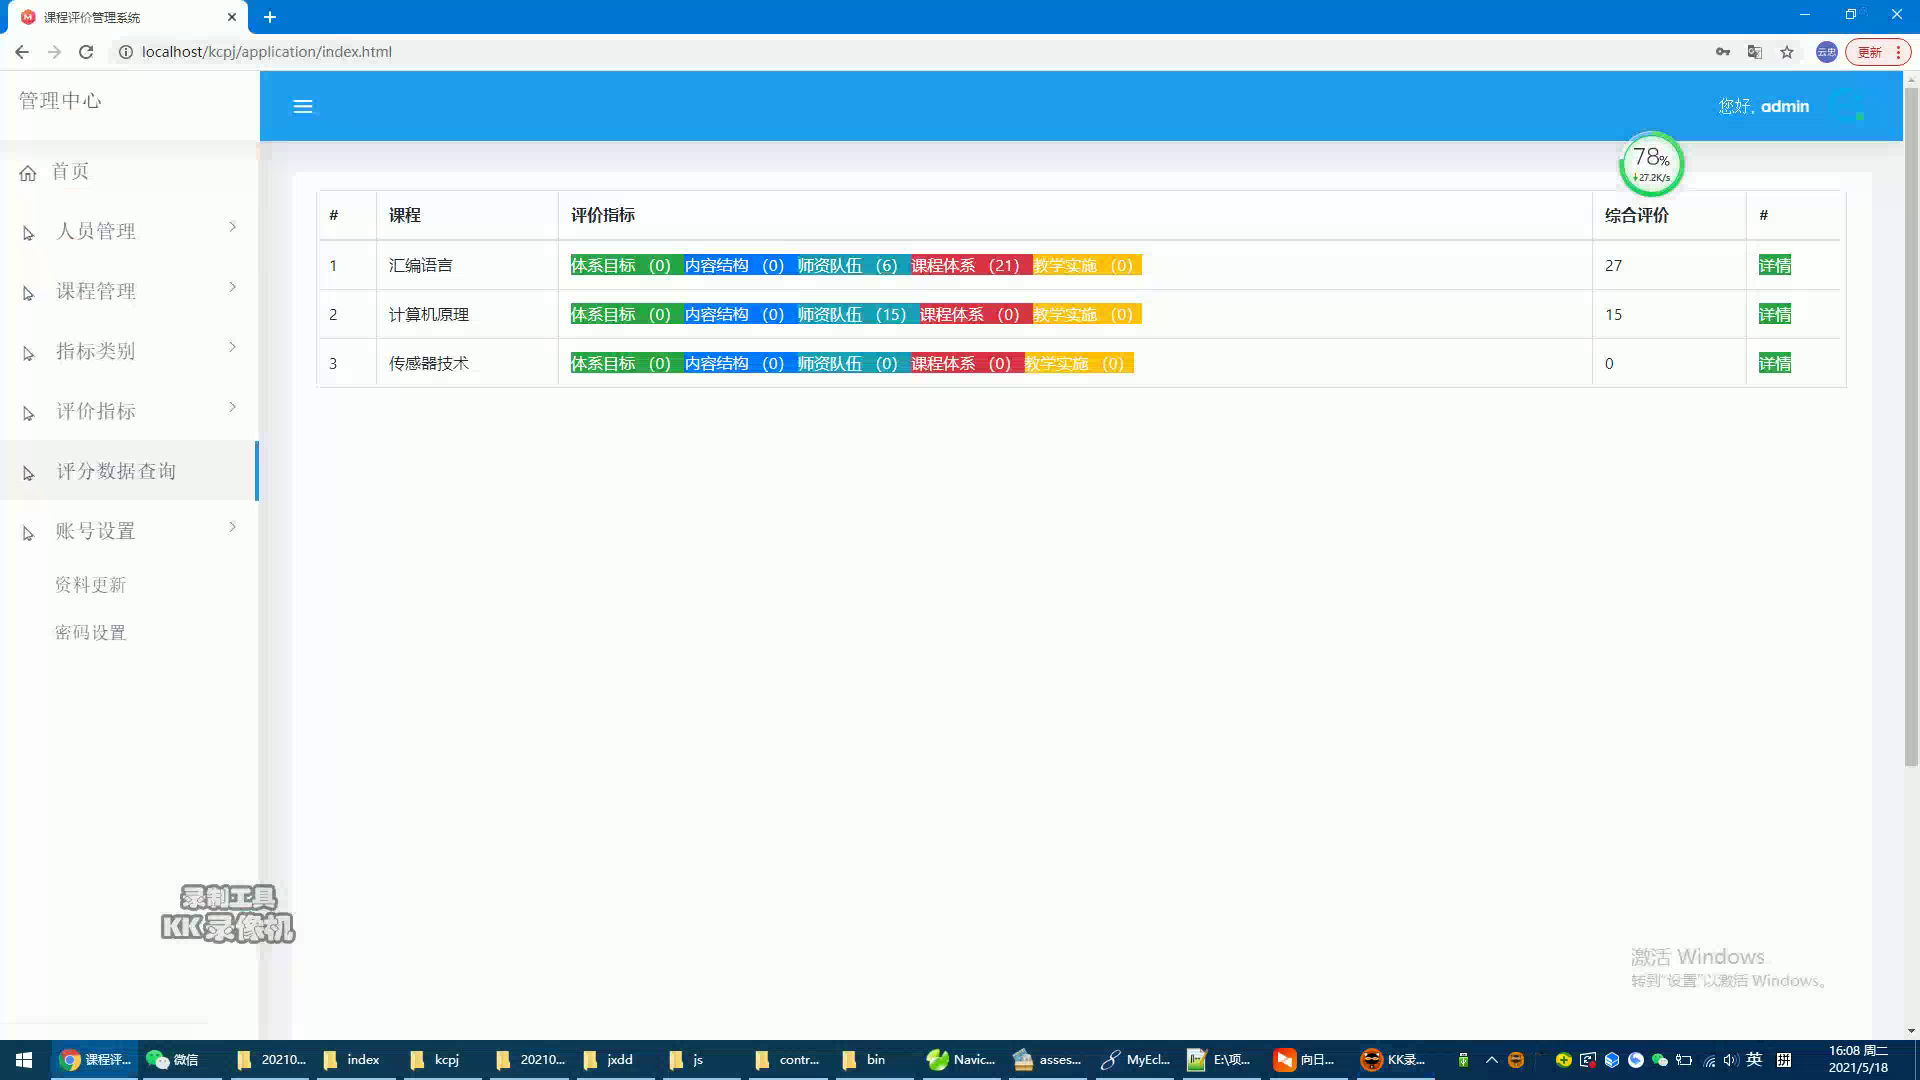 课程评价管理系统
localhost/kcpj/application/index.html
更新
管理中心
您好, admin
78%
27.2K/s
首页
人员管理
课程管理
指标类别
评价指标
评分数据查询
账号设置
资料更新
密码设置
# 课程 评价指标 综合评价 #
1 汇编语言 体系目标 (0) 内容结构 (0) 师资队伍 (6) 课程体系 (21) 教学实施 (0) 27 详情
2 计算机原理 体系目标 (0) 内容结构 (0) 师资队伍 (15) 课程体系 (0) 教学实施 (0) 15 详情
3 传感器技术 体系目标 (0) 内容结构 (0) 师资队伍 (0) 课程体系 (0) 教学实施 (0) 0 详情
录制工具
KK录像机
激活 Windows
转到"设置"以激活 Windows。
课程评... 微信 20210... index kcpj 20210... jxdd js contr... bin Navic... asses... MyEcl... E:\项... 向日... KK录... 英 拼
16:08 周二
2021/5/18